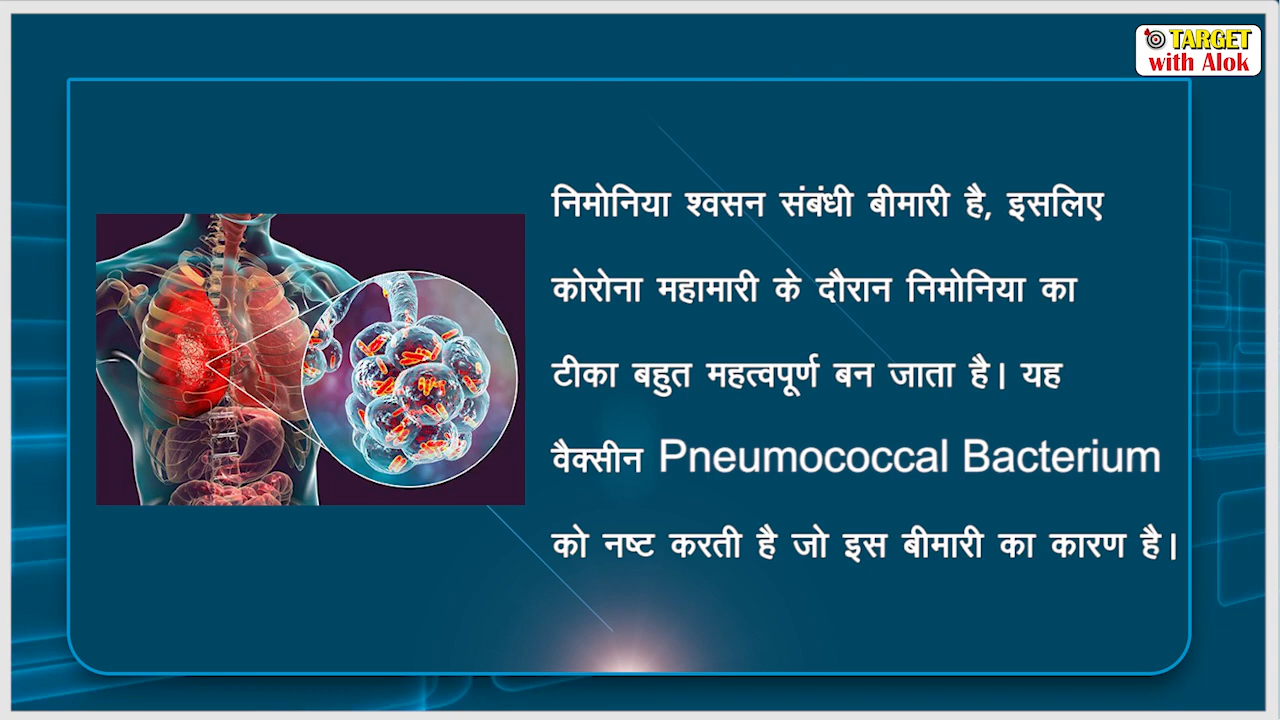 TARGET
with Alok
निमोनिया श्वसन संबंधी बीमारी है, इसलिए
कोरोना महामारी के दौरान निमोनिया का
टीका बहुत महत्वपूर्ण बन जाता है। यह
वैक्सीन Pneumococcal Bacterium
को नष्ट करती है जो इस बीमारी का कारण है।